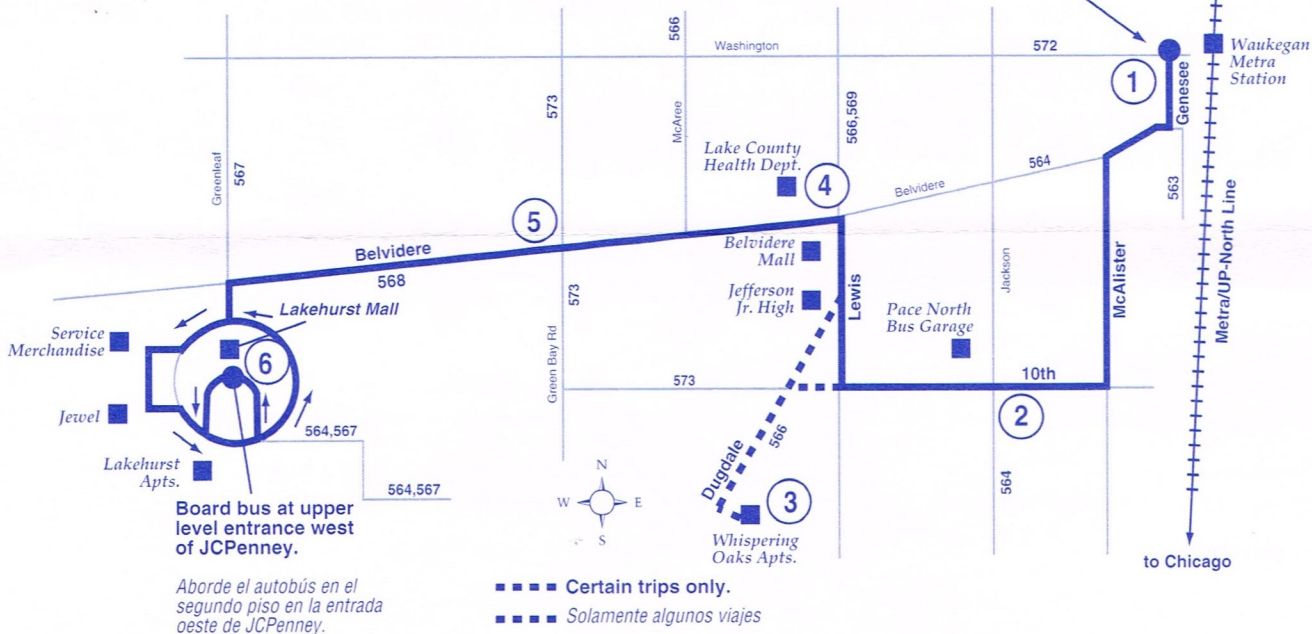 566
Washington
572
Waukegan
Metra
Station
1
Genesee
573
McAree
566,569
Lake County
Health Dept.
4
564
Belvidere
563
Greenleaf
567
5
Belvidere
568
Belvidere
Mall
Jefferson
Jr. High
Lewis
Jackson
McAlister
Metra/UP-North Line
Pace North
Bus Garage
Lakehurst Mall
Service
Merchandise
6
573
Green Bay Rd
573
10th
2
Jewel
564,567
Lakehurst
Apts.
564,567
566
Dugdale
3
564
Whispering
Oaks Apts.
N
W
E
S
Board bus at upper
level entrance west
of JCPenney.
to Chicago
Aborde el autobús en el
segundo piso en la entrada
oeste de JCPenney.
Certain trips only.
Solamente algunos viajes